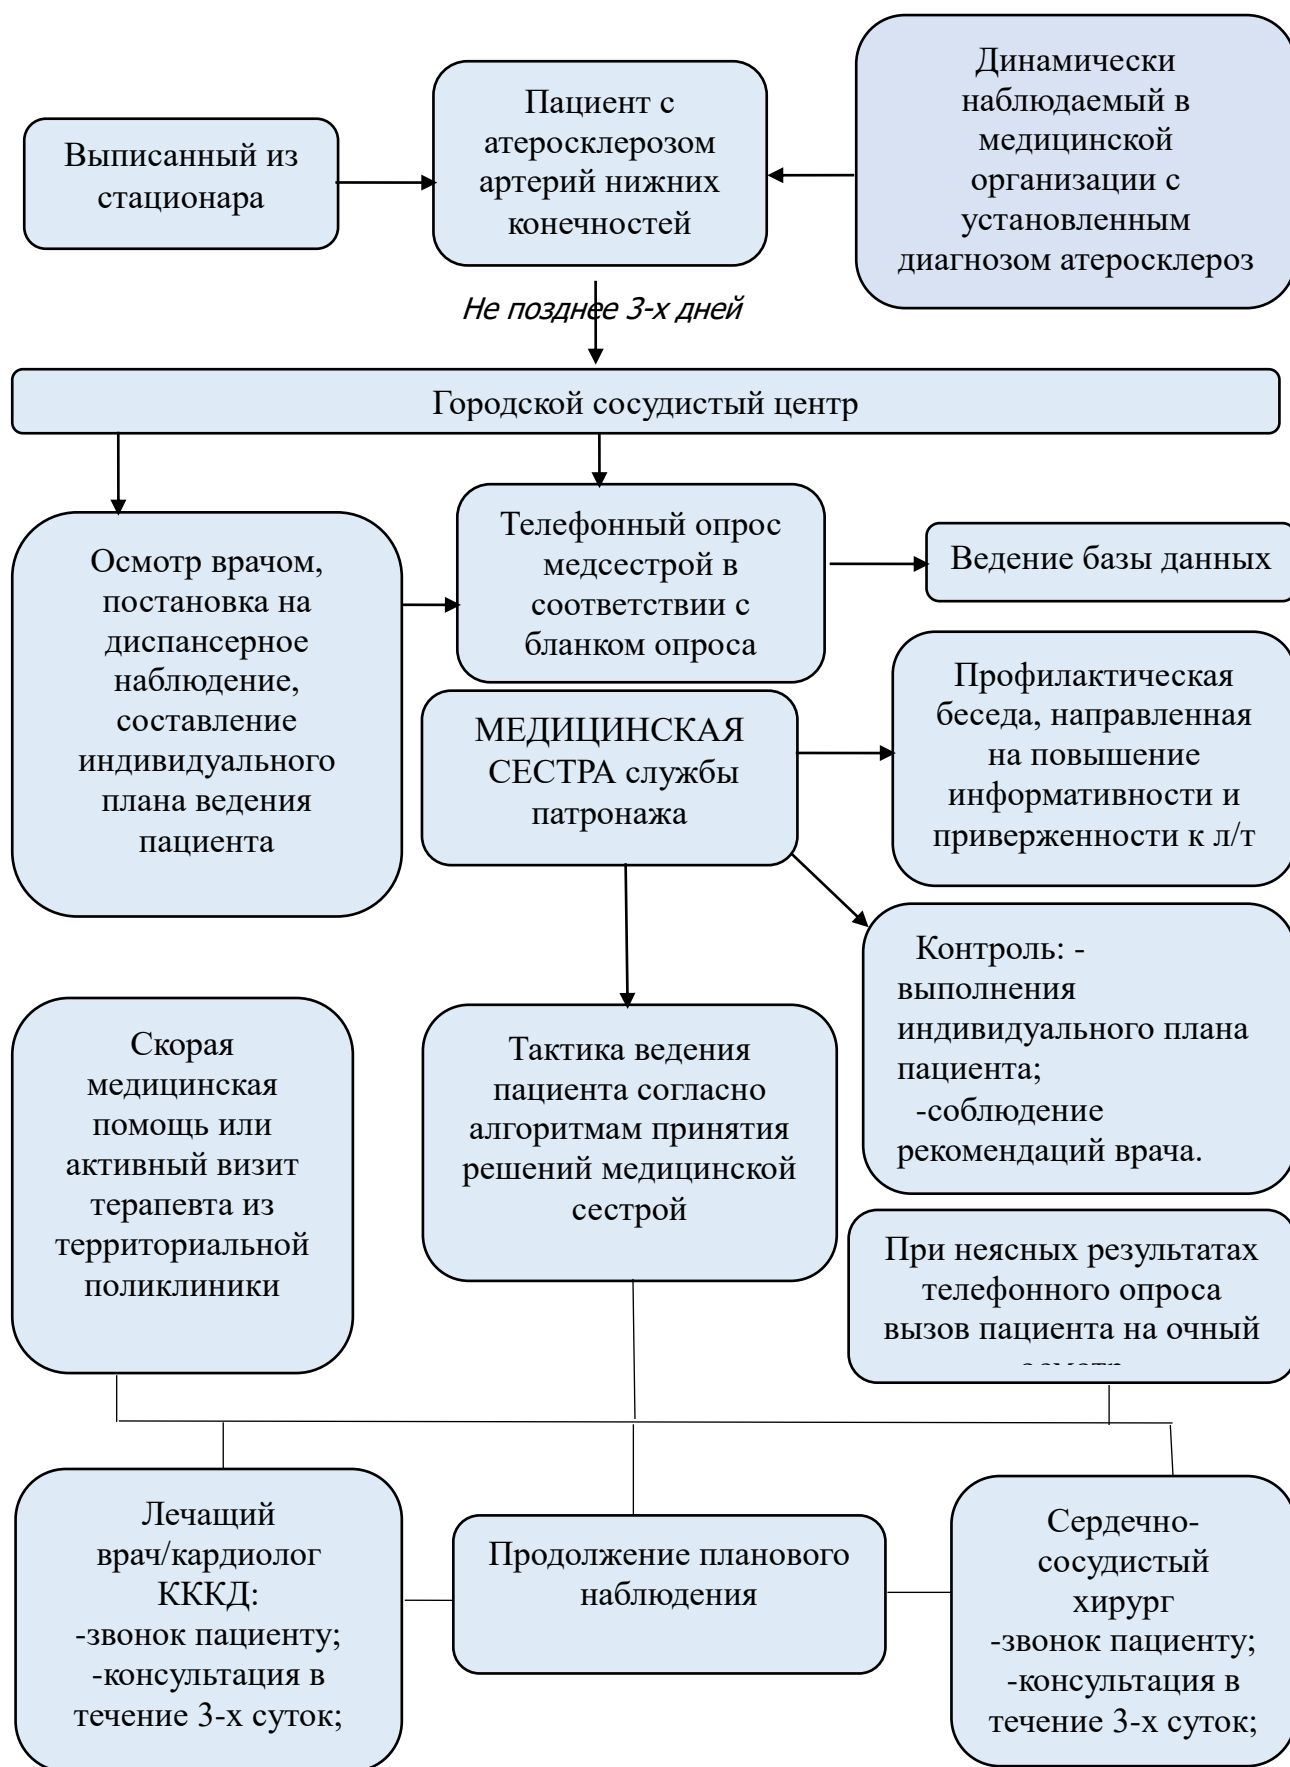 Выписанный из
стационара
Пациент с
атеросклерозом
артерий нижних
конечностей
Динамически
наблюдаемый в
медицинской
организации с
установленным
диагнозом атеросклероз
Не позднее 3-х дней
Городской сосудистый центр
Осмотр врачом,
постановка на
диспансерное
наблюдение,
составление
индивидуального
плана ведения
пациента
Телефонный опрос
медсестрой в
соответствии с
бланком опроса
Ведение базы данных
МЕДИЦИНСКАЯ
СЕСТРА службы
патронажа
Профилактическая
беседа, направленная
на повышение
информативности и
приверженности к л/т
Контроль: -
выполнения
индивидуального плана
пациента;
-соблюдение
рекомендаций врача.
Скорая
медицинская
помощь или
активный визит
терапевта из
территориальной
поликлиники
Тактика ведения
пациента согласно
алгоритмам принятия
решений медицинской
сестрой
При неясных результатах
телефонного опроса
вызов пациента на очный
Лечащий
врач/кардиолог
КККД:
-звонок пациенту;
-консультация в
течение 3-х суток;
Продолжение планового
наблюдения
Сердечно-
сосудистый
хирург
-звонок пациенту;
-консультация в
течение 3-х суток;